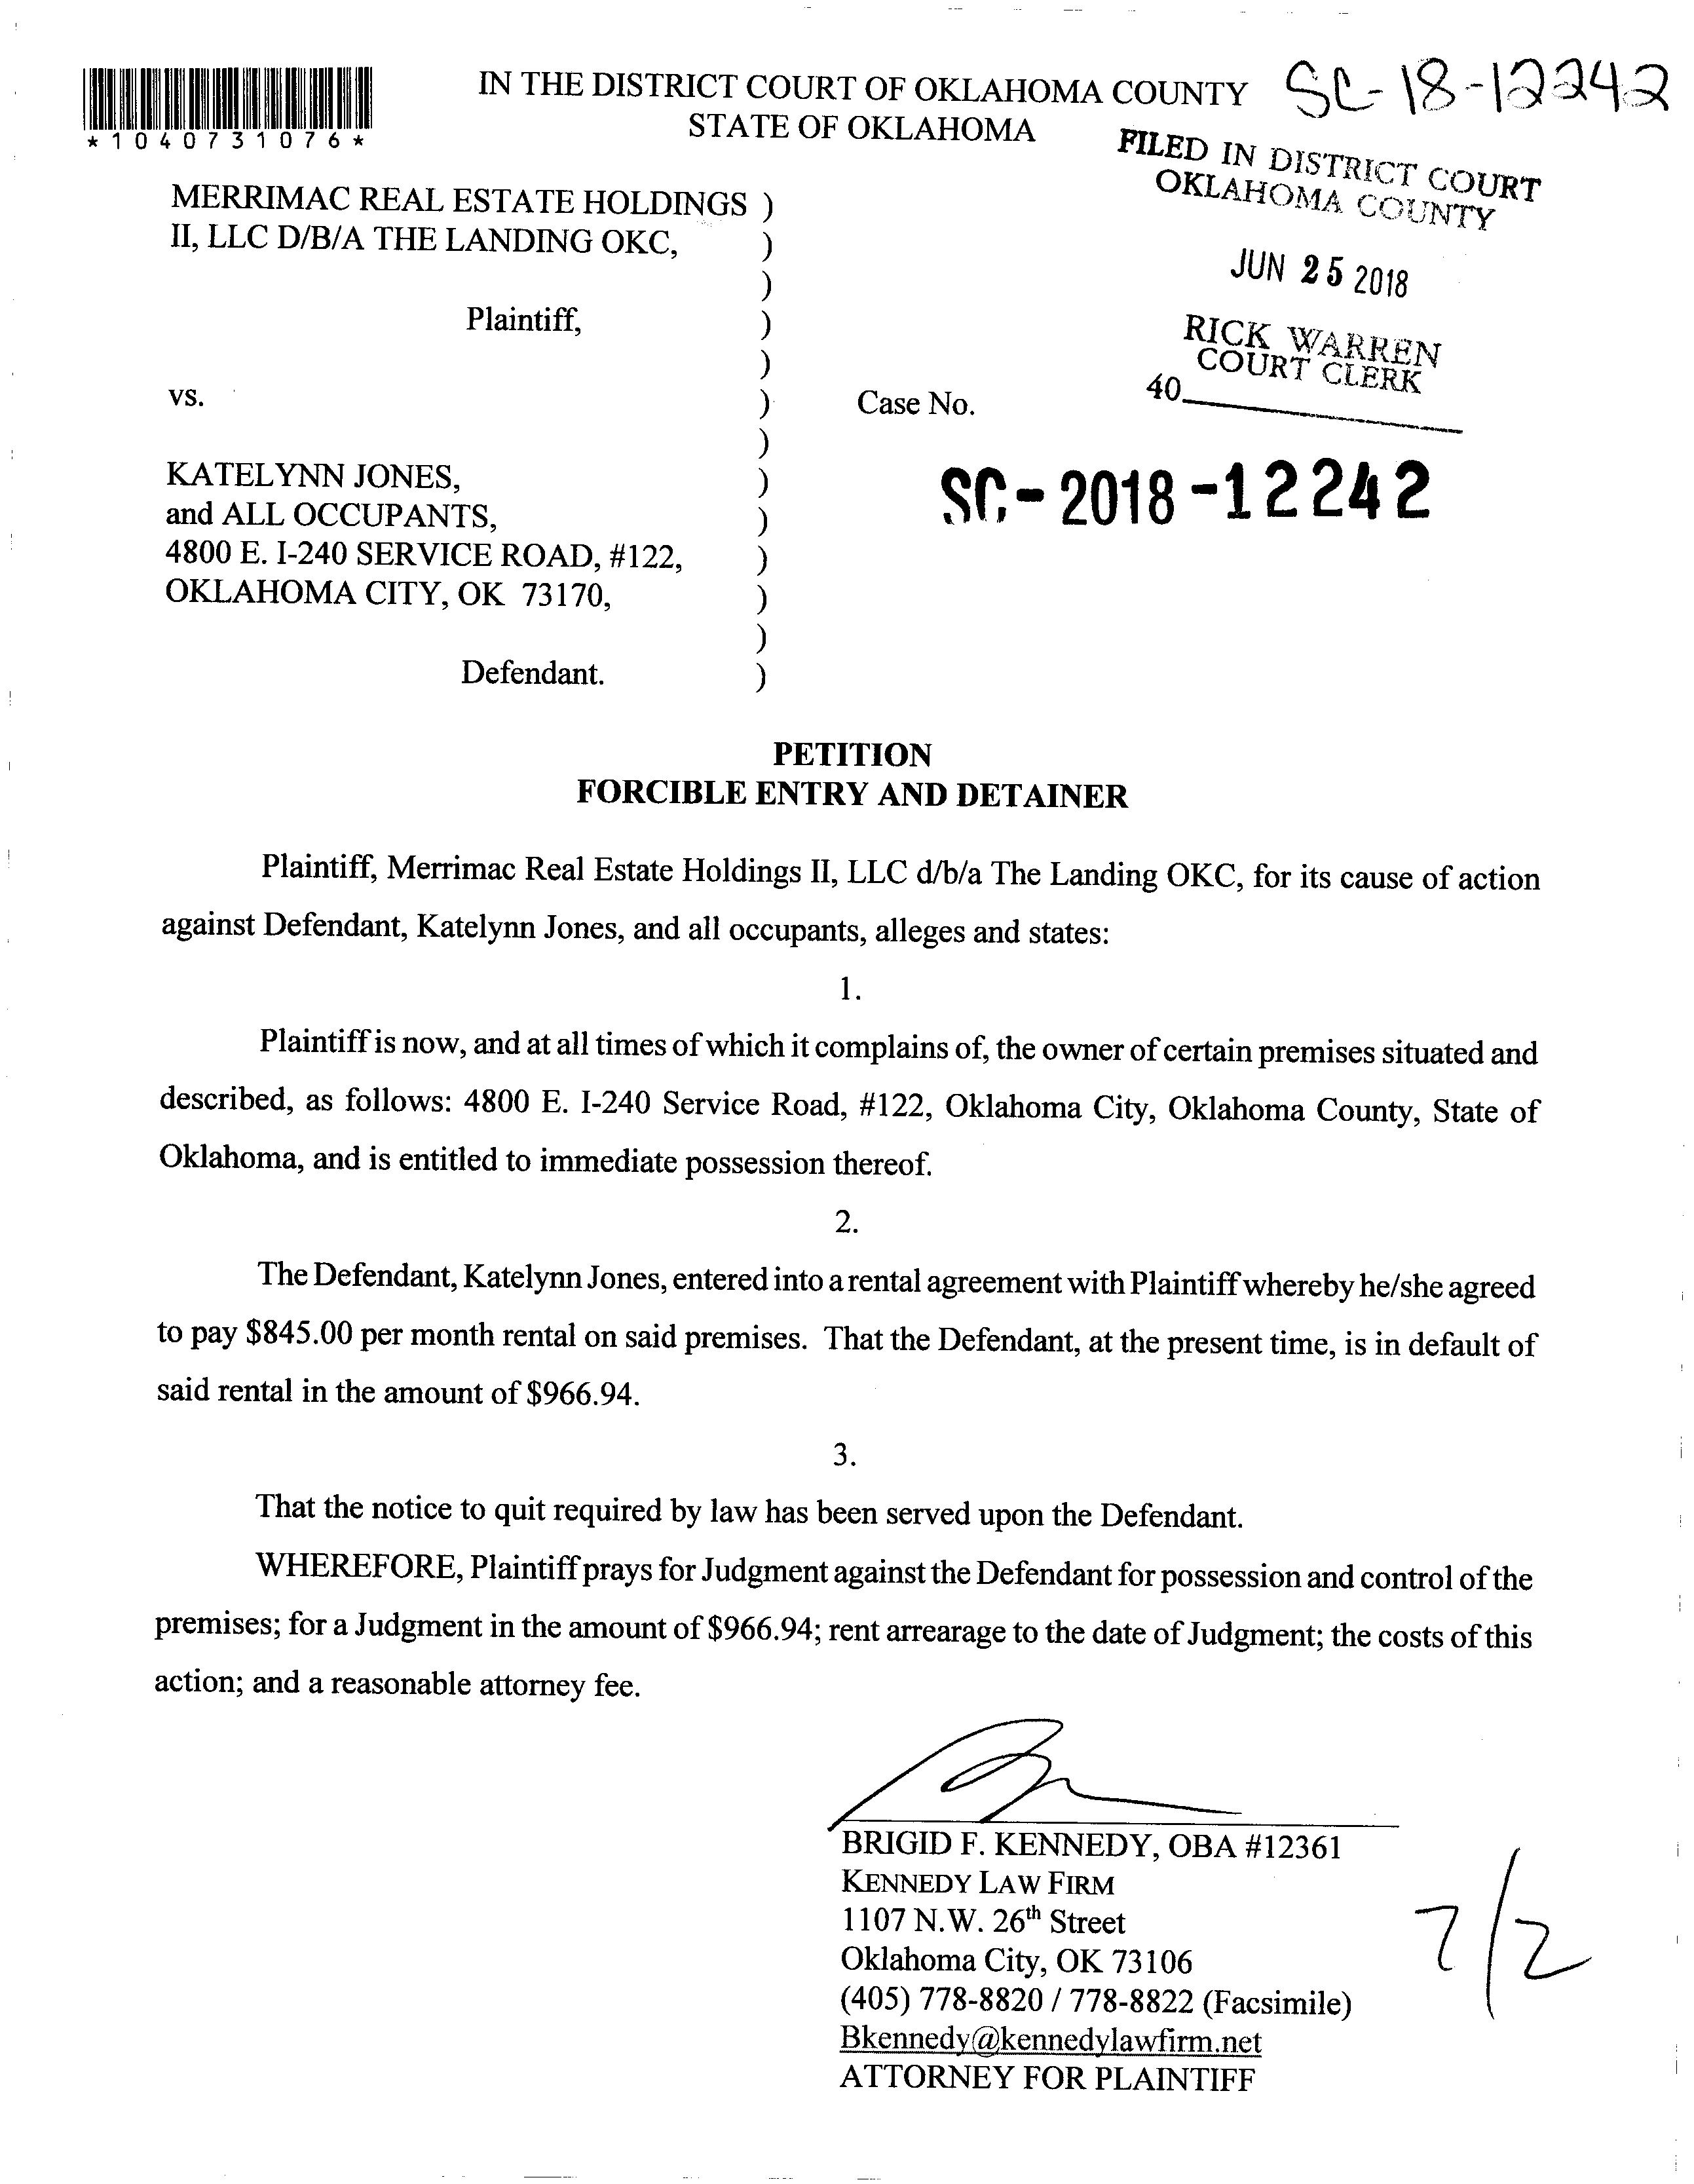 IN THE DISTRICT COURT OF OKLAHOMA COUNTY
STATE OF OKLAHOMA
SC-18-12242
*1040731076*
FILED IN DISTRICT COURT
OKLAHOMA COUNTY
JUN 25 2018
RICK WARREN
COURT CLERK
40
MERRIMAC REAL ESTATE HOLDINGS )
II, LLC D/B/A THE LANDING OKC, )
)
Plaintiff, )
)
vs. ) Case No.
)
SC-2018-12242
KATELYNN JONES, )
and ALL OCCUPANTS, )
4800 E. I-240 SERVICE ROAD, #122, )
OKLAHOMA CITY, OK 73170, )
)
Defendant. )
PETITION
FORCIBLE ENTRY AND DETAINER
Plaintiff, Merrimac Real Estate Holdings II, LLC d/b/a The Landing OKC, for its cause of action
against Defendant, Katelynn Jones, and all occupants, alleges and states:
1.
Plaintiff is now, and at all times of which it complains of, the owner of certain premises situated and
described, as follows: 4800 E. I-240 Service Road, #122, Oklahoma City, Oklahoma County, State of
Oklahoma, and is entitled to immediate possession thereof.
2.
The Defendant, Katelynn Jones, entered into a rental agreement with Plaintiff whereby he/she agreed
to pay $845.00 per month rental on said premises. That the Defendant, at the present time, is in default of
said rental in the amount of $966.94.
3.
That the notice to quit required by law has been served upon the Defendant.
WHEREFORE, Plaintiff prays for Judgment against the Defendant for possession and control of the
premises; for a Judgment in the amount of $966.94; rent arrearage to the date of Judgment; the costs of this
action; and a reasonable attorney fee.
BRIGID F. KENNEDY, OBA #12361
KENNEDY LAW FIRM
1107 N.W. 26th Street
Oklahoma City, OK 73106
(405) 778-8820 / 778-8822 (Facsimile)
Bkennedy@kennedylawfirm.net
ATTORNEY FOR PLAINTIFF
7/2